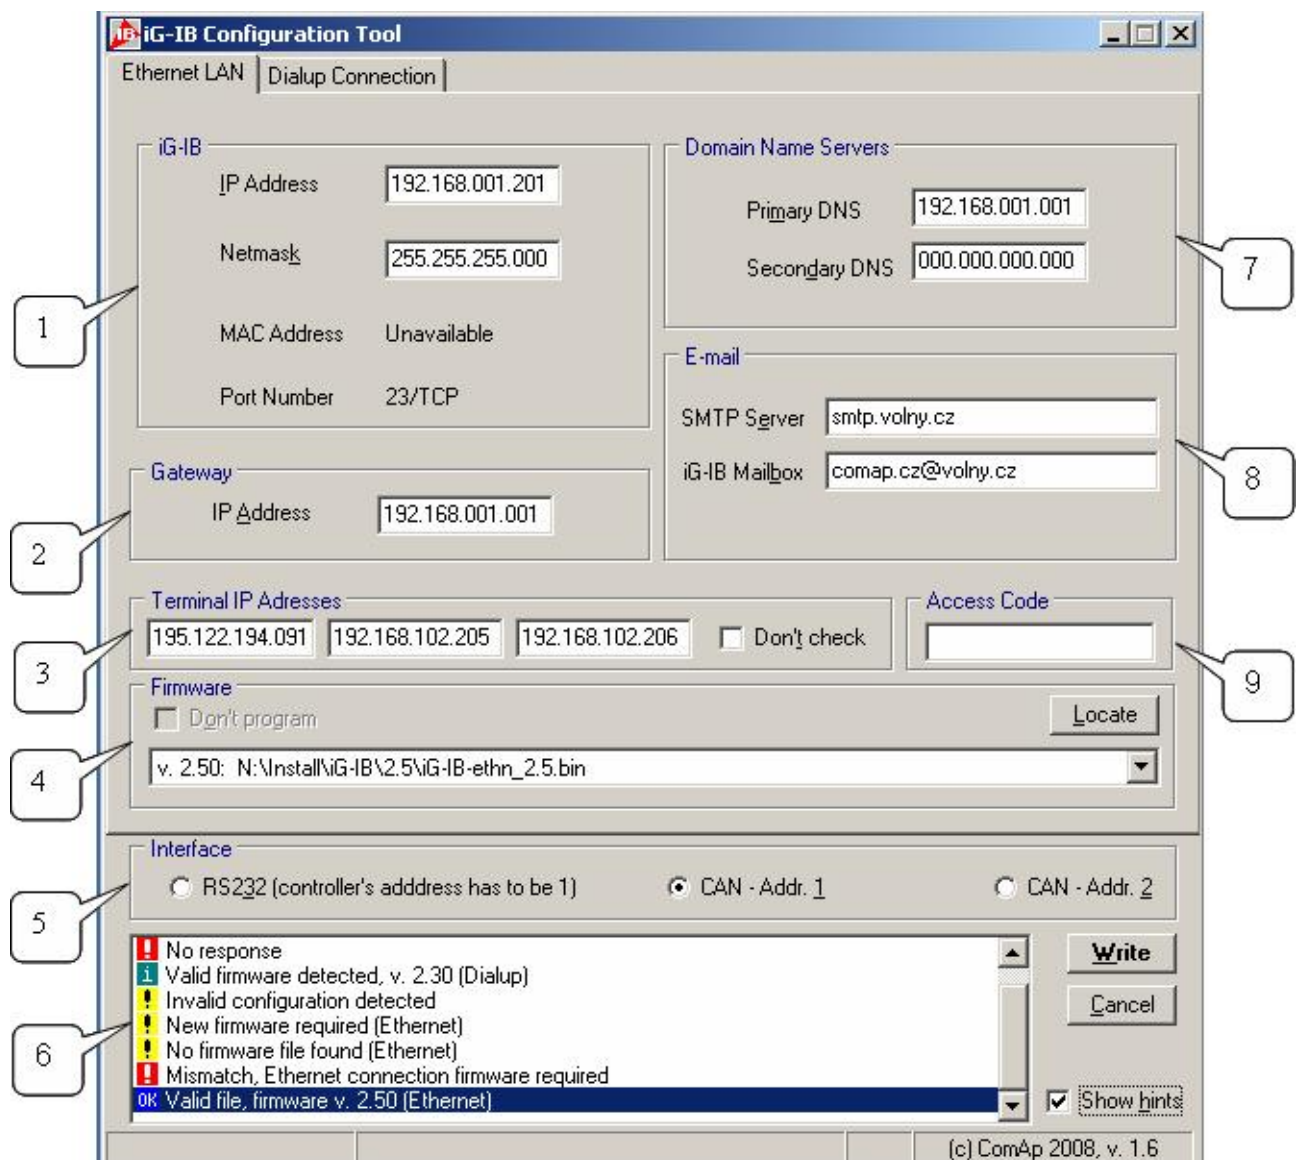 iG-IB Configuration Tool
Ethernet LAN Dialup Connection
iG-IB
IP Address 192.168.001.201
Netmask 255.255.255.000
MAC Address Unavailable
Port Number 23/TCP
1
Domain Name Servers
Primary DNS 192.168.001.001
Secondary DNS 000.000.000.000
7
E-mail
SMTP Server smtp.volny.cz
iG-IB Mailbox comap.cz@volny.cz
8
Gateway
IP Address 192.168.001.001
2
Terminal IP Adresses
195.122.194.091 192.168.102.205 192.168.102.206 Don't check
3
Access Code
9
Firmware
Don't program Locate
v. 2.50: N:\Install\iG-IB\2.5\iG-IB-ethn_2.5.bin
4
Interface
RS232 (controller's adddress has to be 1) CAN - Addr. 1 CAN - Addr. 2
5
! No response
i Valid firmware detected, v. 2.30 (Dialup)
! Invalid configuration detected
! New firmware required (Ethernet)
! No firmware file found (Ethernet)
! Mismatch, Ethernet connection firmware required
OK Valid file, firmware v. 2.50 (Ethernet)
6
Write
Cancel
Show hints
(c) ComAp 2008, v. 1.6